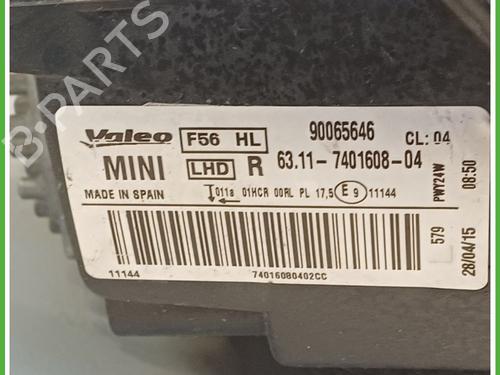 B-PARTS
Valeo F56 HL 90065646 CL: 04
MINI LHD R 63.11-7401608-04
MADE IN SPAIN 011a 01HCR 00RL PL 17,5 E 9 11144
11144 74016080402CC
PWY24W 08:50
579 28/04/15